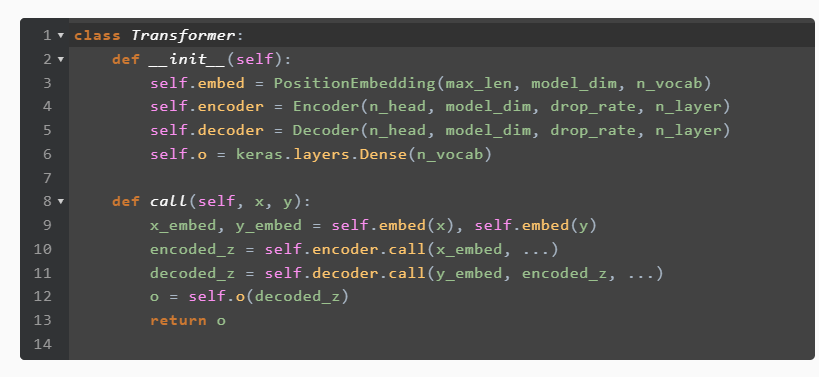 1 class Transformer:
2 def __init__(self):
3 self.embed = PositionEmbedding(max_len, model_dim, n_vocab)
4 self.encoder = Encoder(n_head, model_dim, drop_rate, n_layer)
5 self.decoder = Decoder(n_head, model_dim, drop_rate, n_layer)
6 self.o = keras.layers.Dense(n_vocab)
7
8 def call(self, x, y):
9 x_embed, y_embed = self.embed(x), self.embed(y)
10 encoded_z = self.encoder.call(x_embed, ...)
11 decoded_z = self.decoder.call(y_embed, encoded_z, ...)
12 o = self.o(decoded_z)
13 return o
14